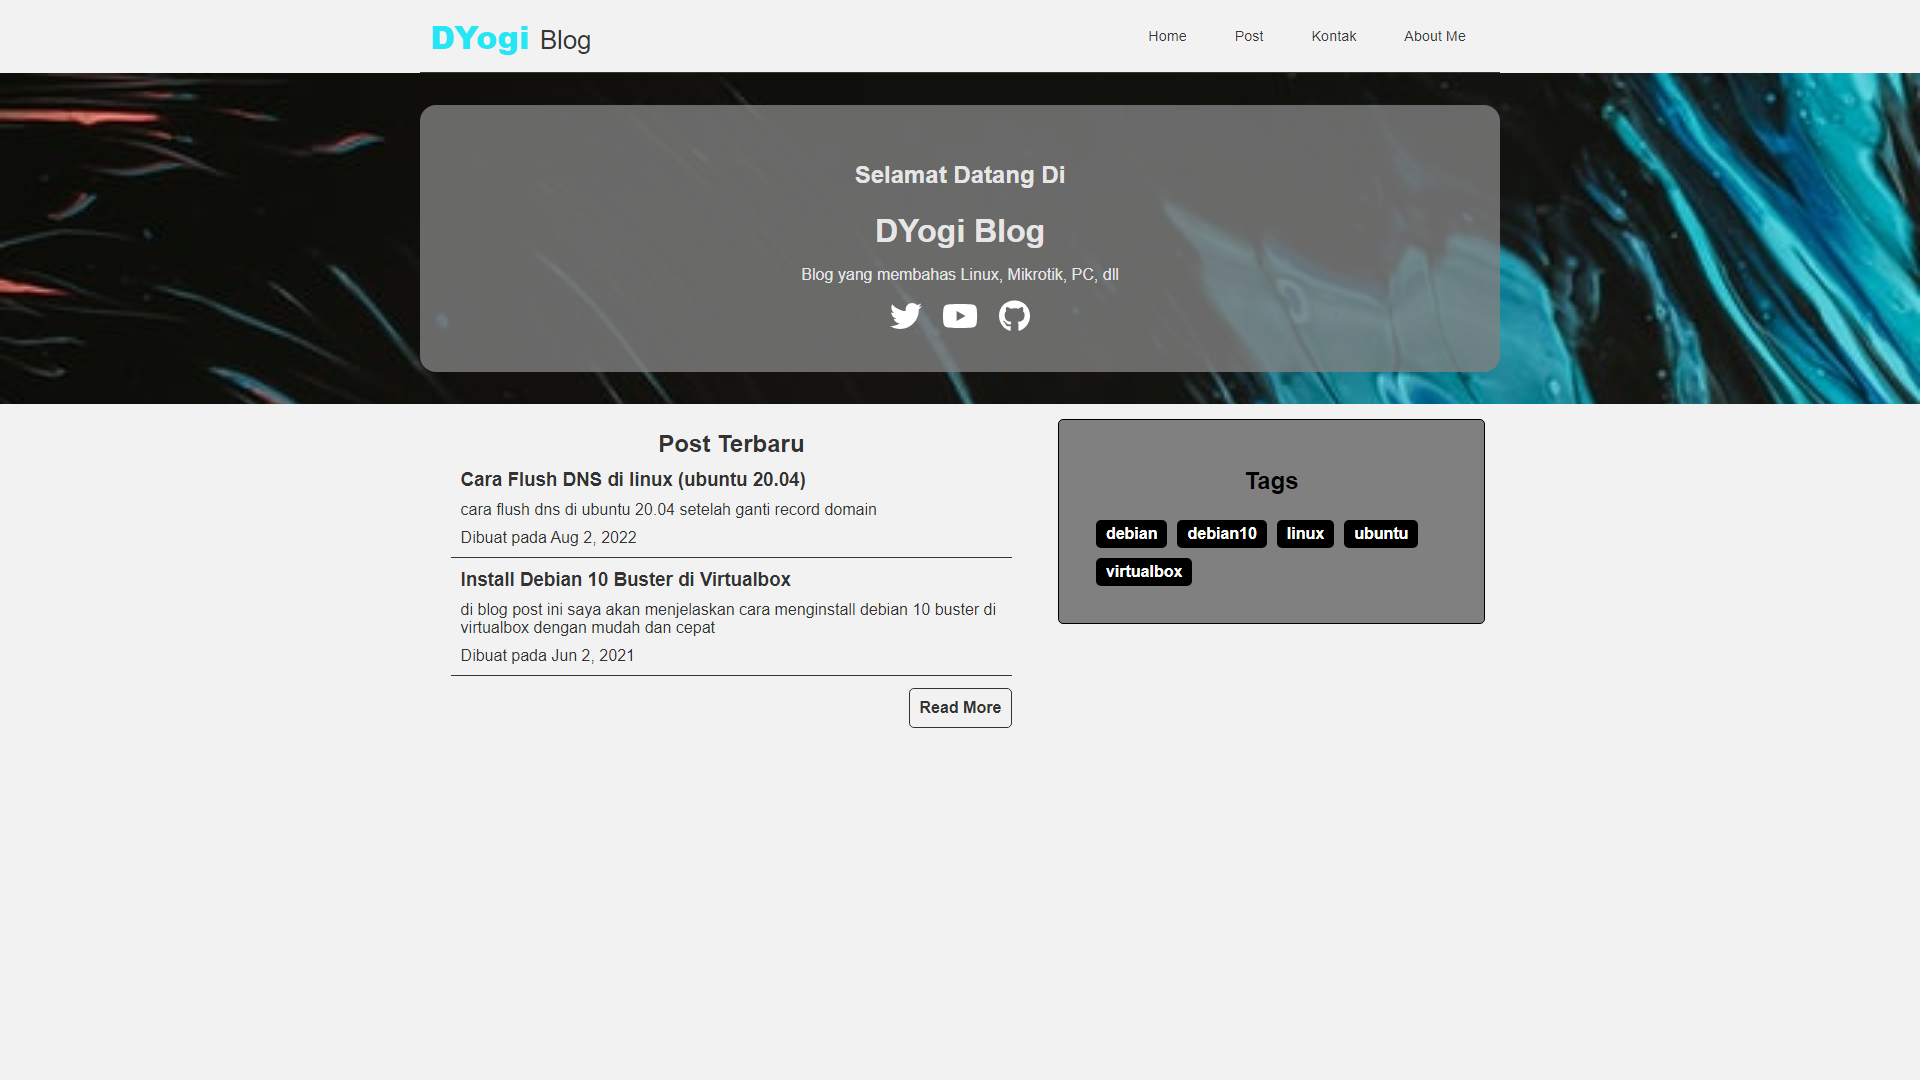 DYogi Blog
Home
Post
Kontak
About Me
Selamat Datang Di
DYogi Blog
Blog yang membahas Linux, Mikrotik, PC, dll
Post Terbaru
Cara Flush DNS di linux (ubuntu 20.04)
cara flush dns di ubuntu 20.04 setelah ganti record domain
Dibuat pada Aug 2, 2022
Install Debian 10 Buster di Virtualbox
di blog post ini saya akan menjelaskan cara menginstall debian 10 buster di
virtualbox dengan mudah dan cepat
Dibuat pada Jun 2, 2021
Read More
Tags
debian debian10 linux ubuntu
virtualbox